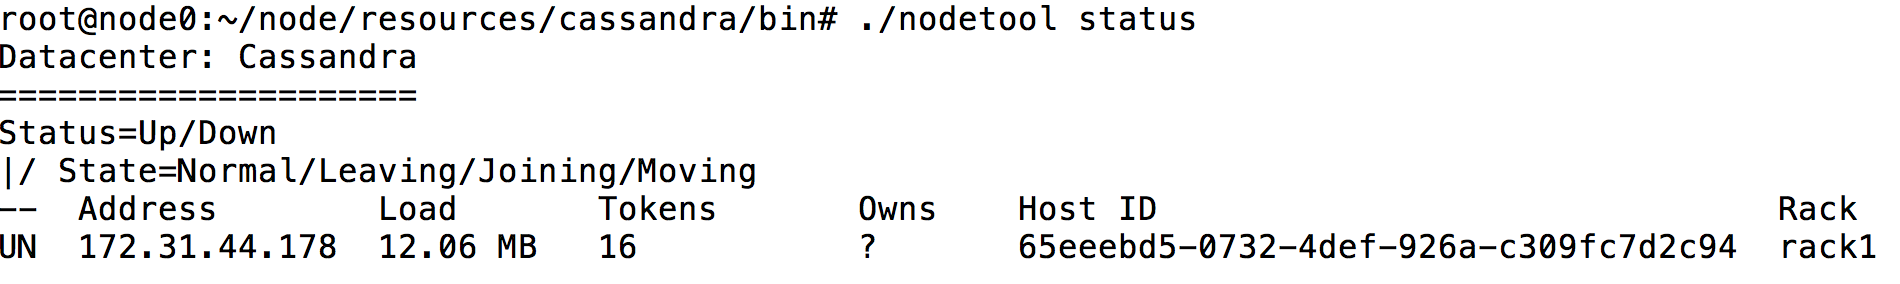 root@node0:~/node/resources/cassandra/bin# ./nodetool status
Datacenter: Cassandra
=====================
Status=Up/Down
|/ State=Normal/Leaving/Joining/Moving
--  Address        Load       Tokens       Owns    Host ID                               Rack
UN  172.31.44.178  12.06 MB   16           ?       65eeebd5-0732-4def-926a-c309fc7d2c94  rack1